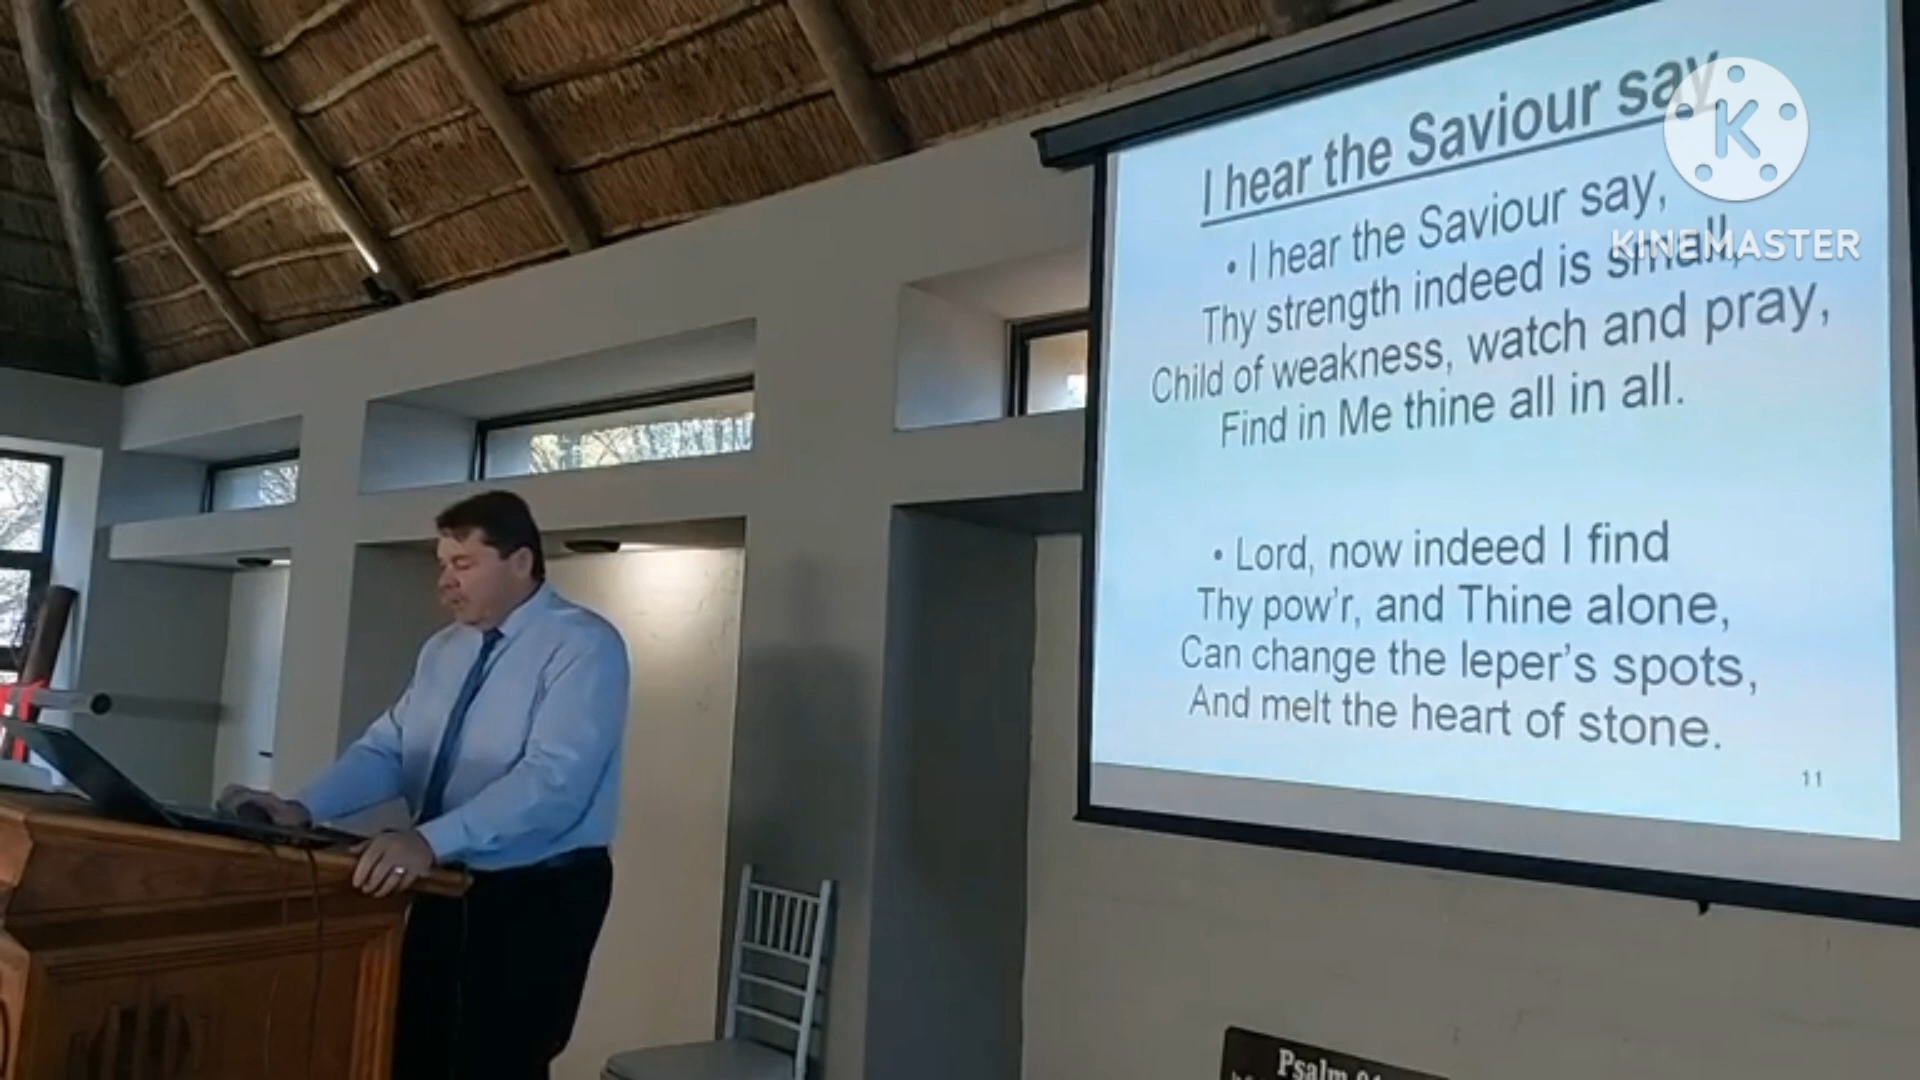 I hear the Saviour say
• I hear the Saviour say,
Thy strength indeed is small,
Child of weakness, watch and pray,
Find in Me thine all in all.
• Lord, now indeed I find
Thy pow'r, and Thine alone,
Can change the leper's spots,
And melt the heart of stone.
11
K
KINEMASTER
Psalm